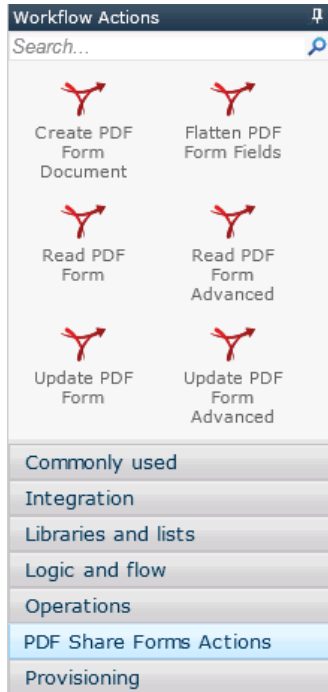 Workflow Actions
Search...
Create PDF
Form
Document
Flatten PDF
Form Fields
Read PDF
Form
Read PDF
Form
Advanced
Update PDF
Form
Update PDF
Form
Advanced
Commonly used
Integration
Libraries and lists
Logic and flow
Operations
PDF Share Forms Actions
Provisioning